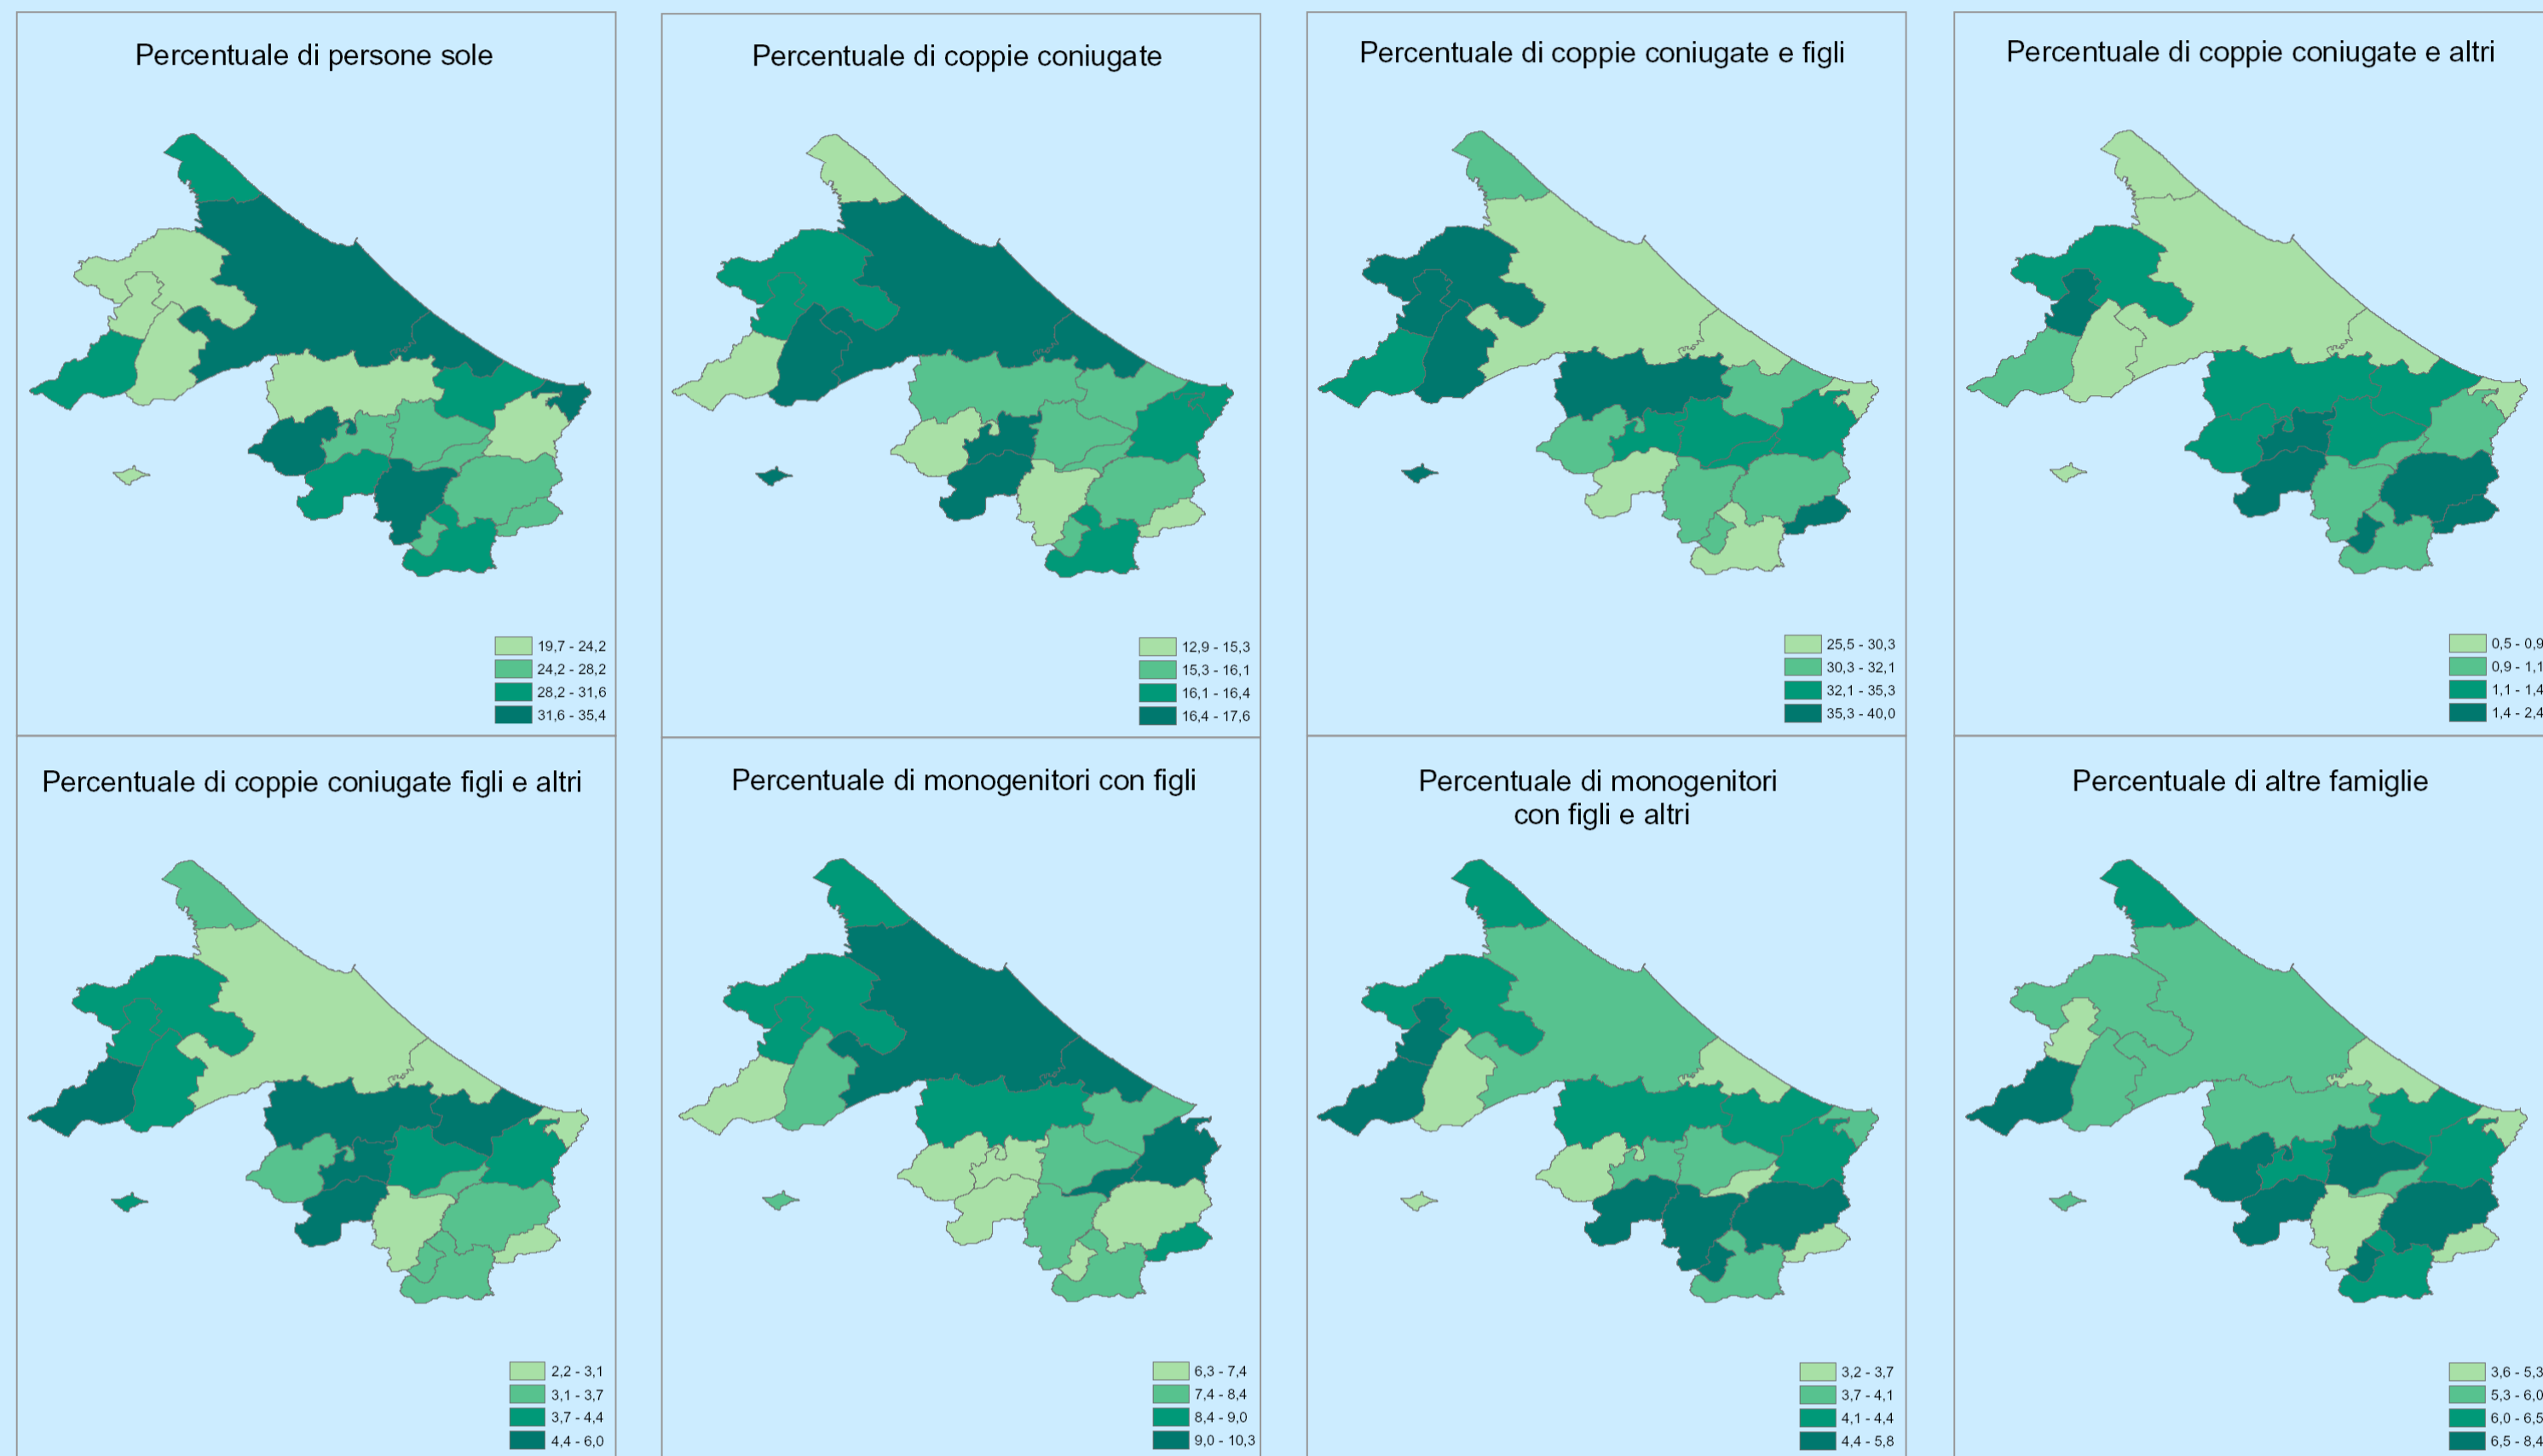 Percentuale di persone sole
19,7 - 24,2
24,2 - 28,2
28,2 - 31,6
31,6 - 35,4
Percentuale di coppie coniugate
12,9 - 15,3
15,3 - 16,1
16,1 - 16,4
16,4 - 17,6
Percentuale di coppie coniugate e figli
25,5 - 30,3
30,3 - 32,1
32,1 - 35,3
35,3 - 40,0
Percentuale di coppie coniugate e altri
0,5 - 0,9
0,9 - 1,1
1,1 - 1,4
1,4 - 2,4
Percentuale di coppie coniugate figli e altri
2,2 - 3,1
3,1 - 3,7
3,7 - 4,4
4,4 - 6,0
Percentuale di monogenitori con figli
6,3 - 7,4
7,4 - 8,4
8,4 - 9,0
9,0 - 10,3
Percentuale di monogenitori
con figli e altri
3,2 - 3,7
3,7 - 4,1
4,1 - 4,4
4,4 - 5,8
Percentuale di altre famiglie
3,6 - 5,3
5,3 - 6,0
6,0 - 6,5
6,5 - 8,4